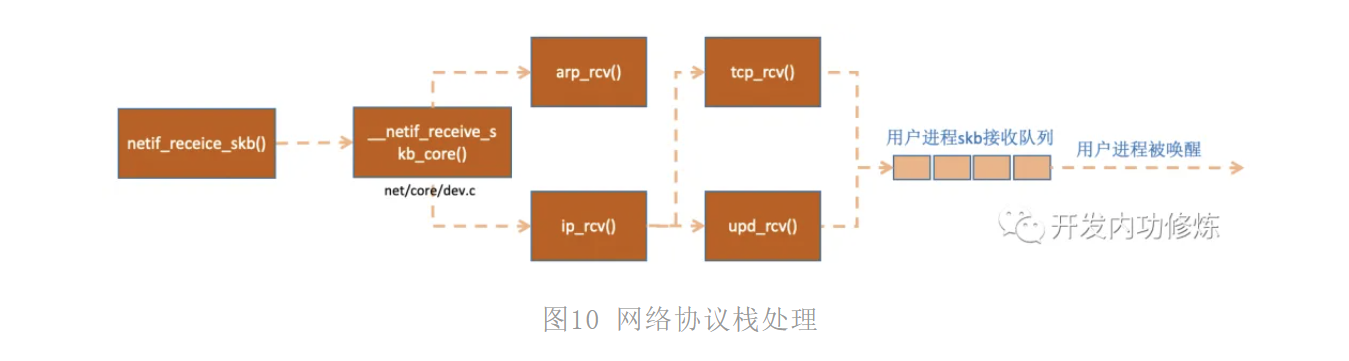 netif_receice_skb()
__netif_receive_s
kb_core()
net/core/dev.c
arp_rcv()
ip_rcv()
tcp_rcv()
upd_rcv()
用户进程skb接收队列
用户进程被唤醒
开发内功修炼
图10 网络协议栈处理